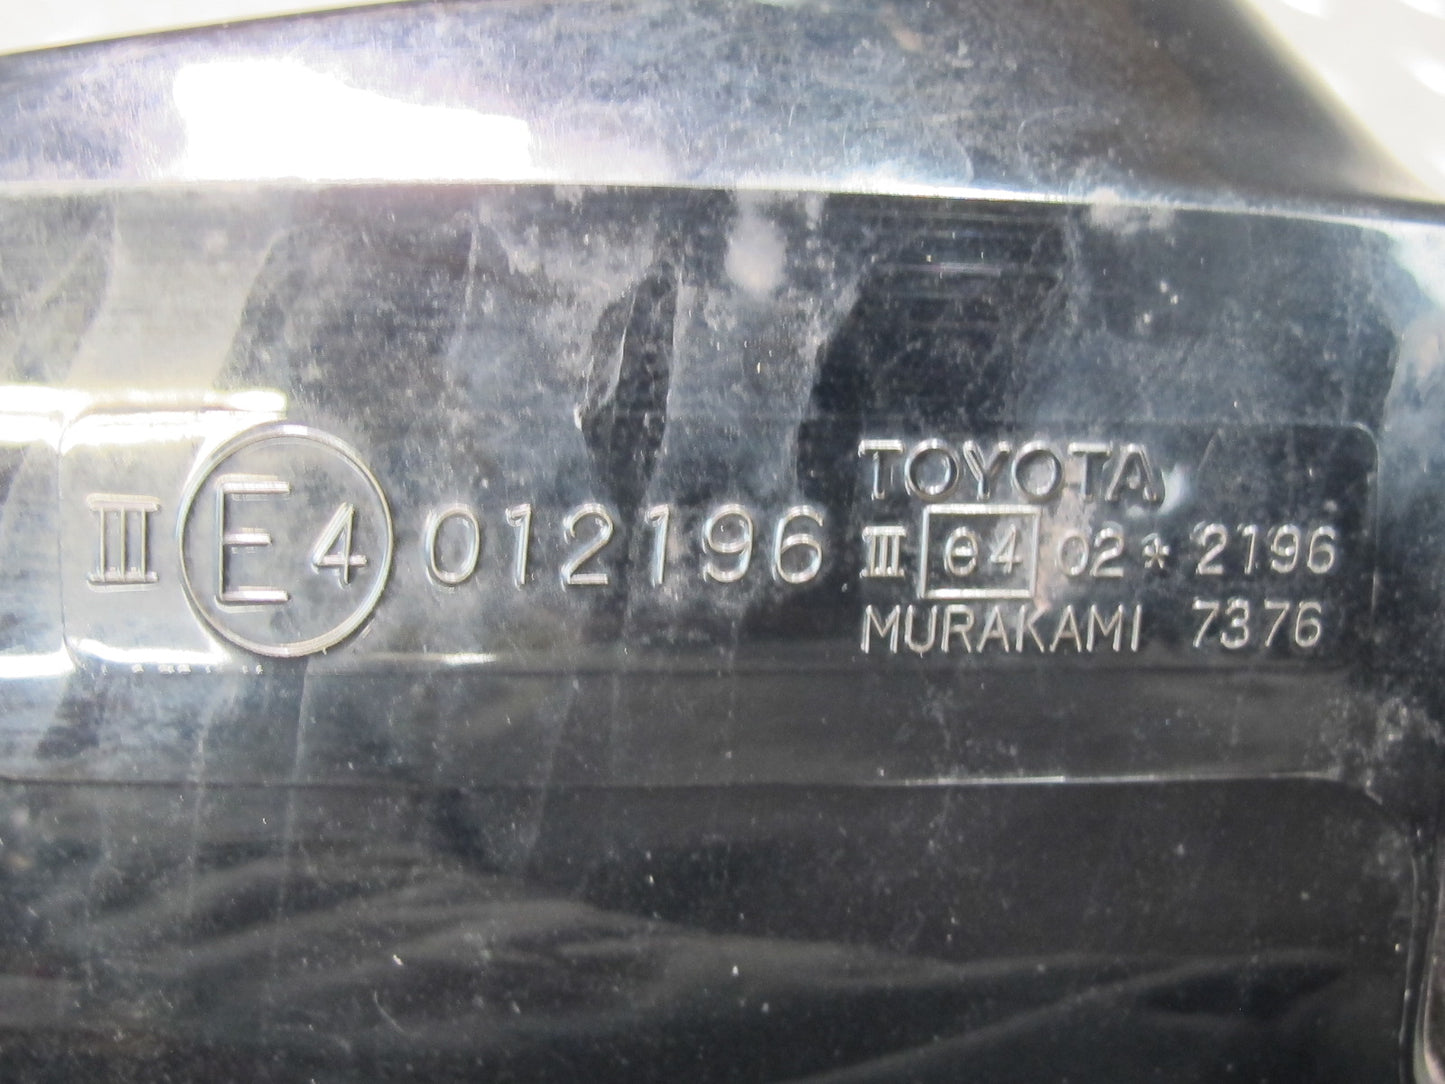 III E4 012196
TOYOTA
III e4 02*2196
MURAKAMI 7376